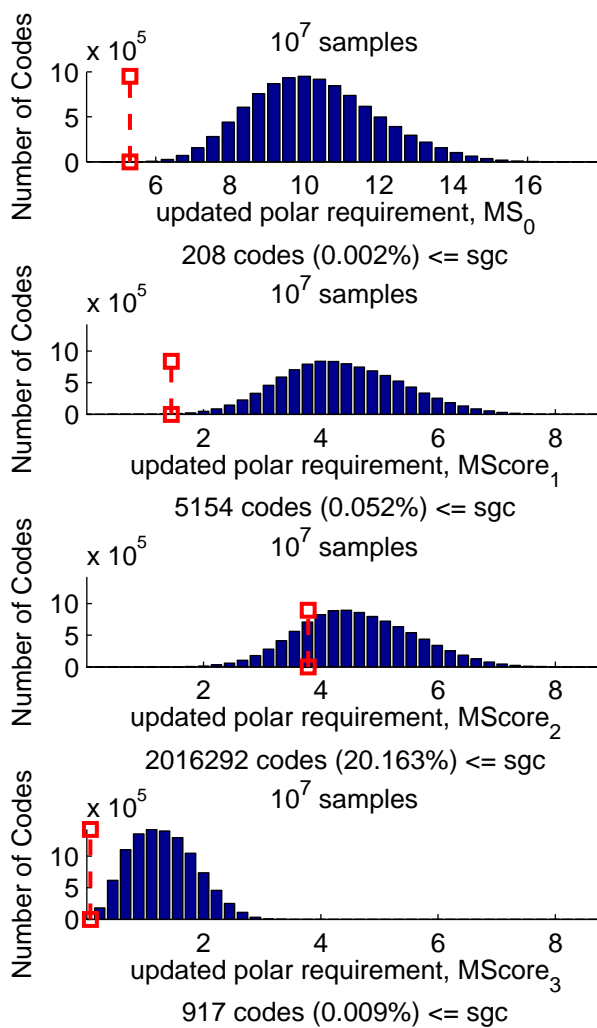 x 10^5
10^7 samples
Number of Codes
10
5
0
6 8 10 12 14 16
updated polar requirement, MS_0
208 codes (0.002%) <= sgc
10^7 samples
x 10^5
Number of Codes
10
5
0
2 4 6 8
updated polar requirement, MScore_1
5154 codes (0.052%) <= sgc
10^7 samples
x 10^5
Number of Codes
10
5
0
2 4 6 8
updated polar requirement, MScore_2
2016292 codes (20.163%) <= sgc
10^7 samples
x 10^5
Number of Codes
10
5
0
2 4 6 8
updated polar requirement, MScore_3
917 codes (0.009%) <= sgc